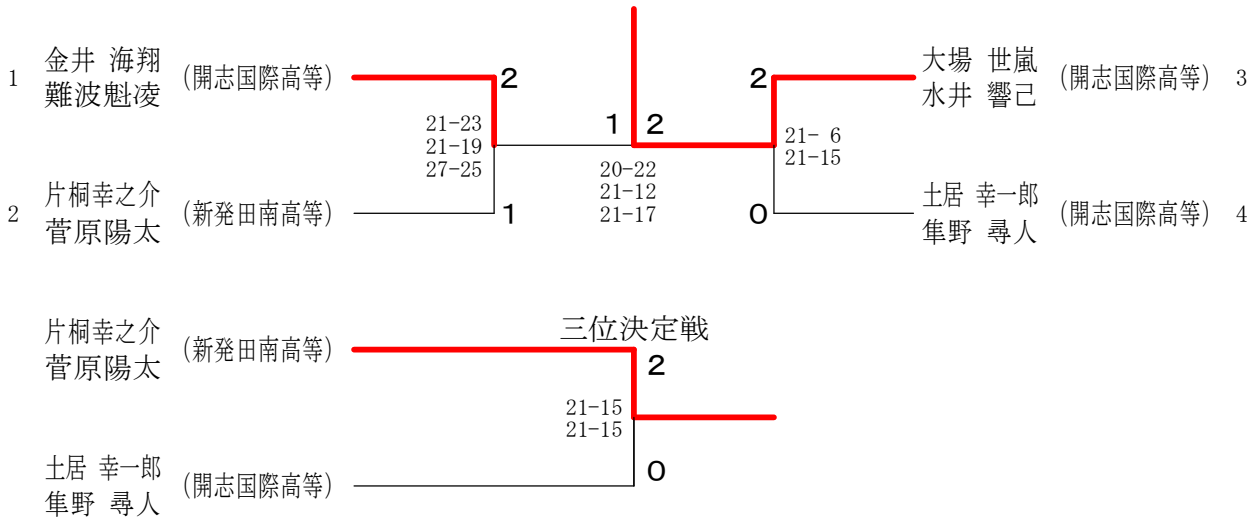 1 金井 海翔
難波魁凌 (開志国際高等) 2
21-23
21-19
27-25
2 片桐幸之介
菅原陽太 (新発田南高等) 1
1 2
20-22
21-12
21-17
2 大場 世嵐
水井 響己 (開志国際高等) 3
21- 6
21-15
0 土居 幸一郎
隼野 尋人 (開志国際高等) 4
三位決定戦
片桐幸之介
菅原陽太 (新発田南高等) 2
21-15
21-15
土居 幸一郎
隼野 尋人 (開志国際高等) 0